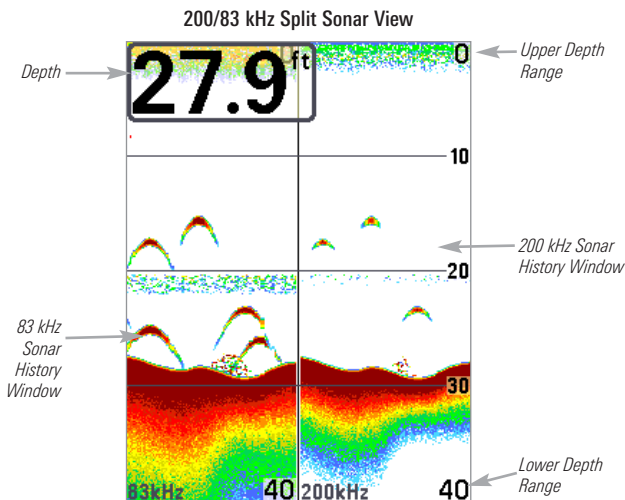 200/83 kHz Split Sonar View
Depth
27.9
ft
0
0
Upper Depth
Range
10
200 kHz Sonar
History Window
20
83 kHz
Sonar
History
Window
30
83kHz
40
200kHz
40
Lower Depth
Range